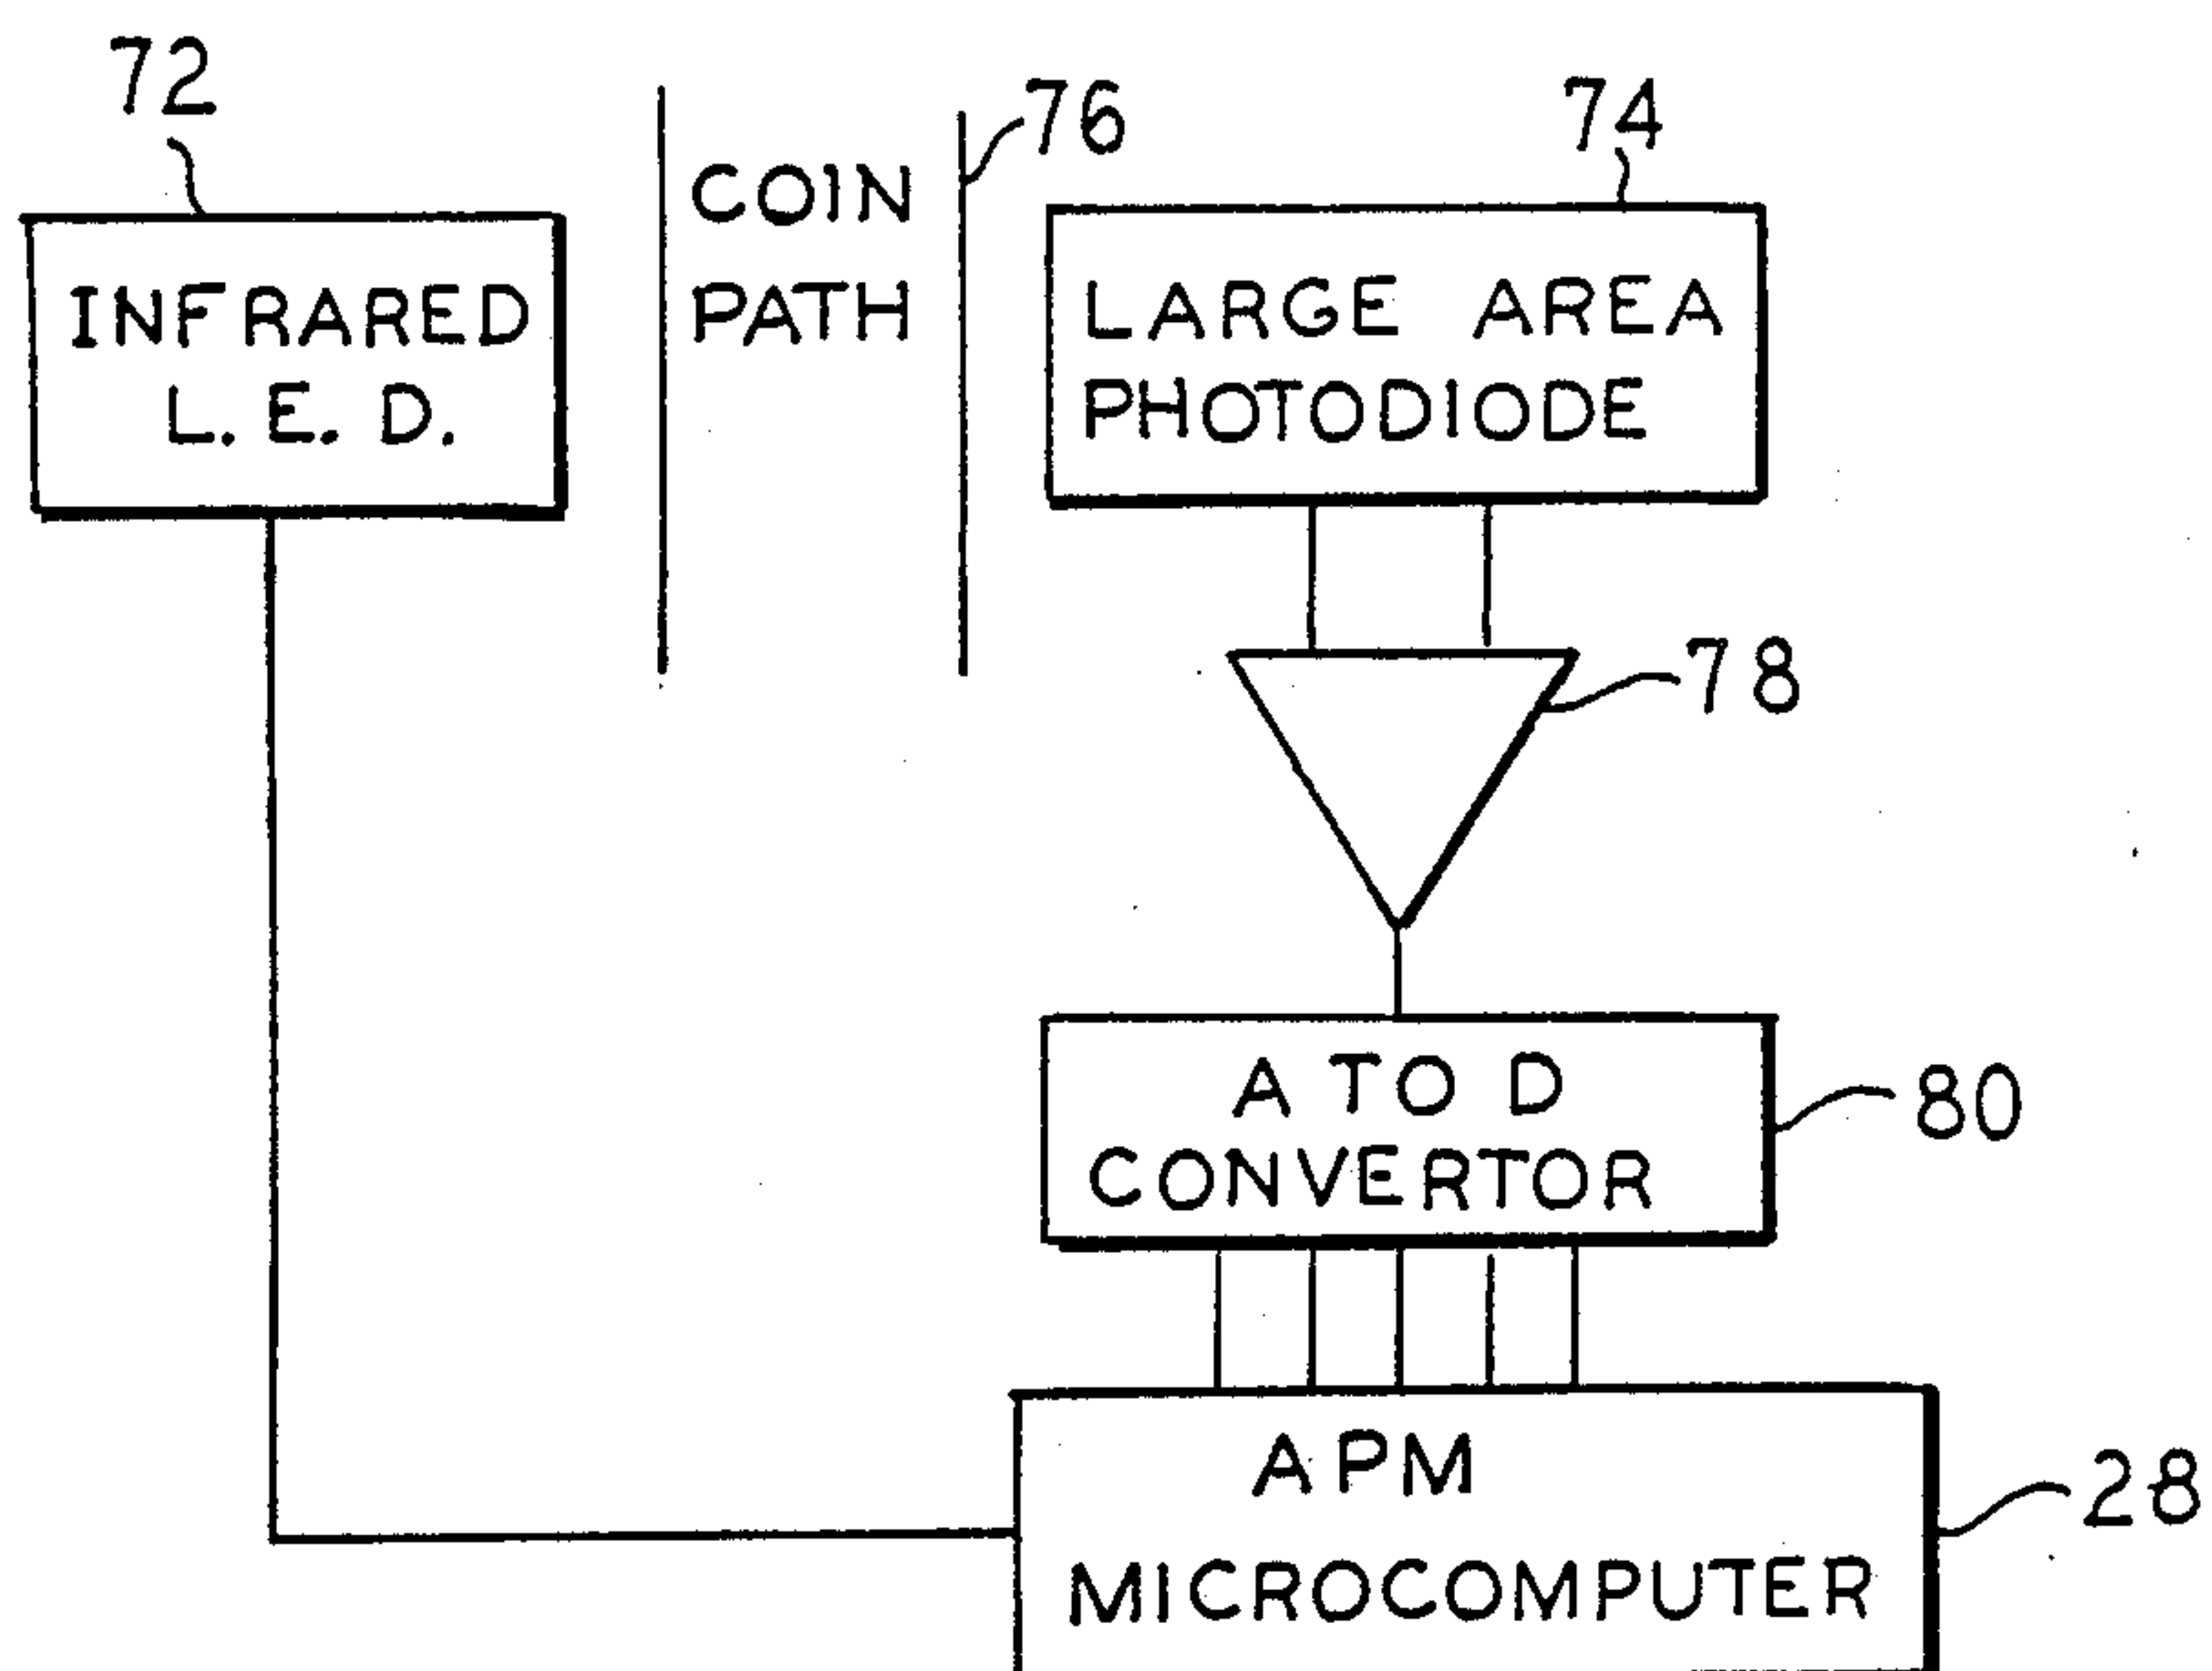 72
76
74
COIN
PATH
INFRARED
L.E.D.
LARGE AREA
PHOTODIODE
78
A TO D
CONVERTOR
80
APM
MICROCOMPUTER
28